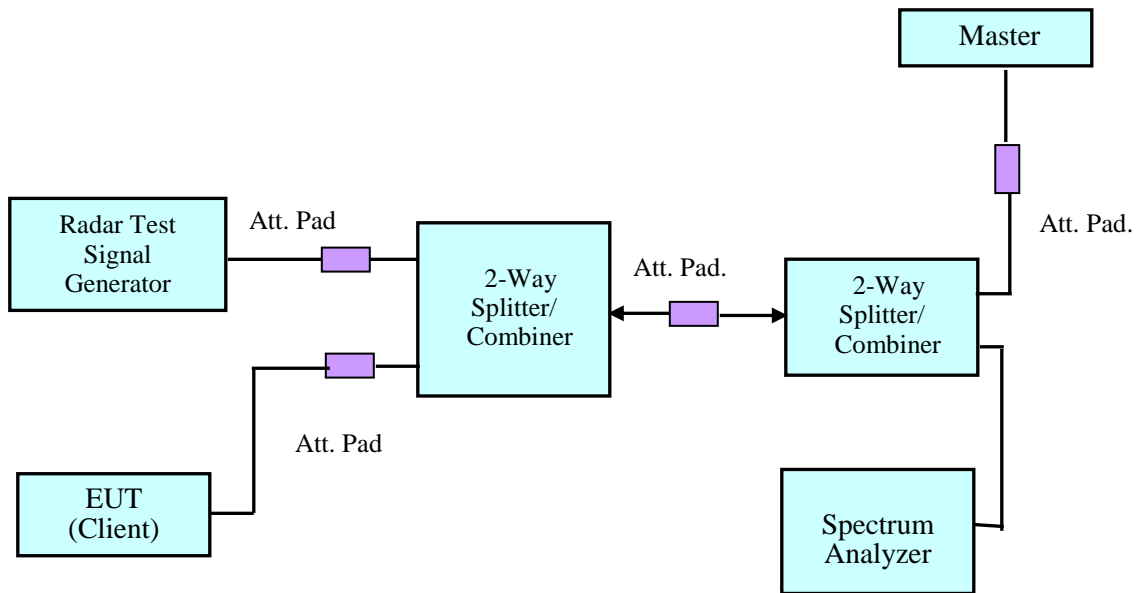 Master
Radar Test
Signal
Generator
Att. Pad
2-Way
Splitter/
Combiner
Att. Pad.
2-Way
Splitter/
Combiner
Att. Pad.
Att. Pad
EUT
(Client)
Spectrum
Analyzer